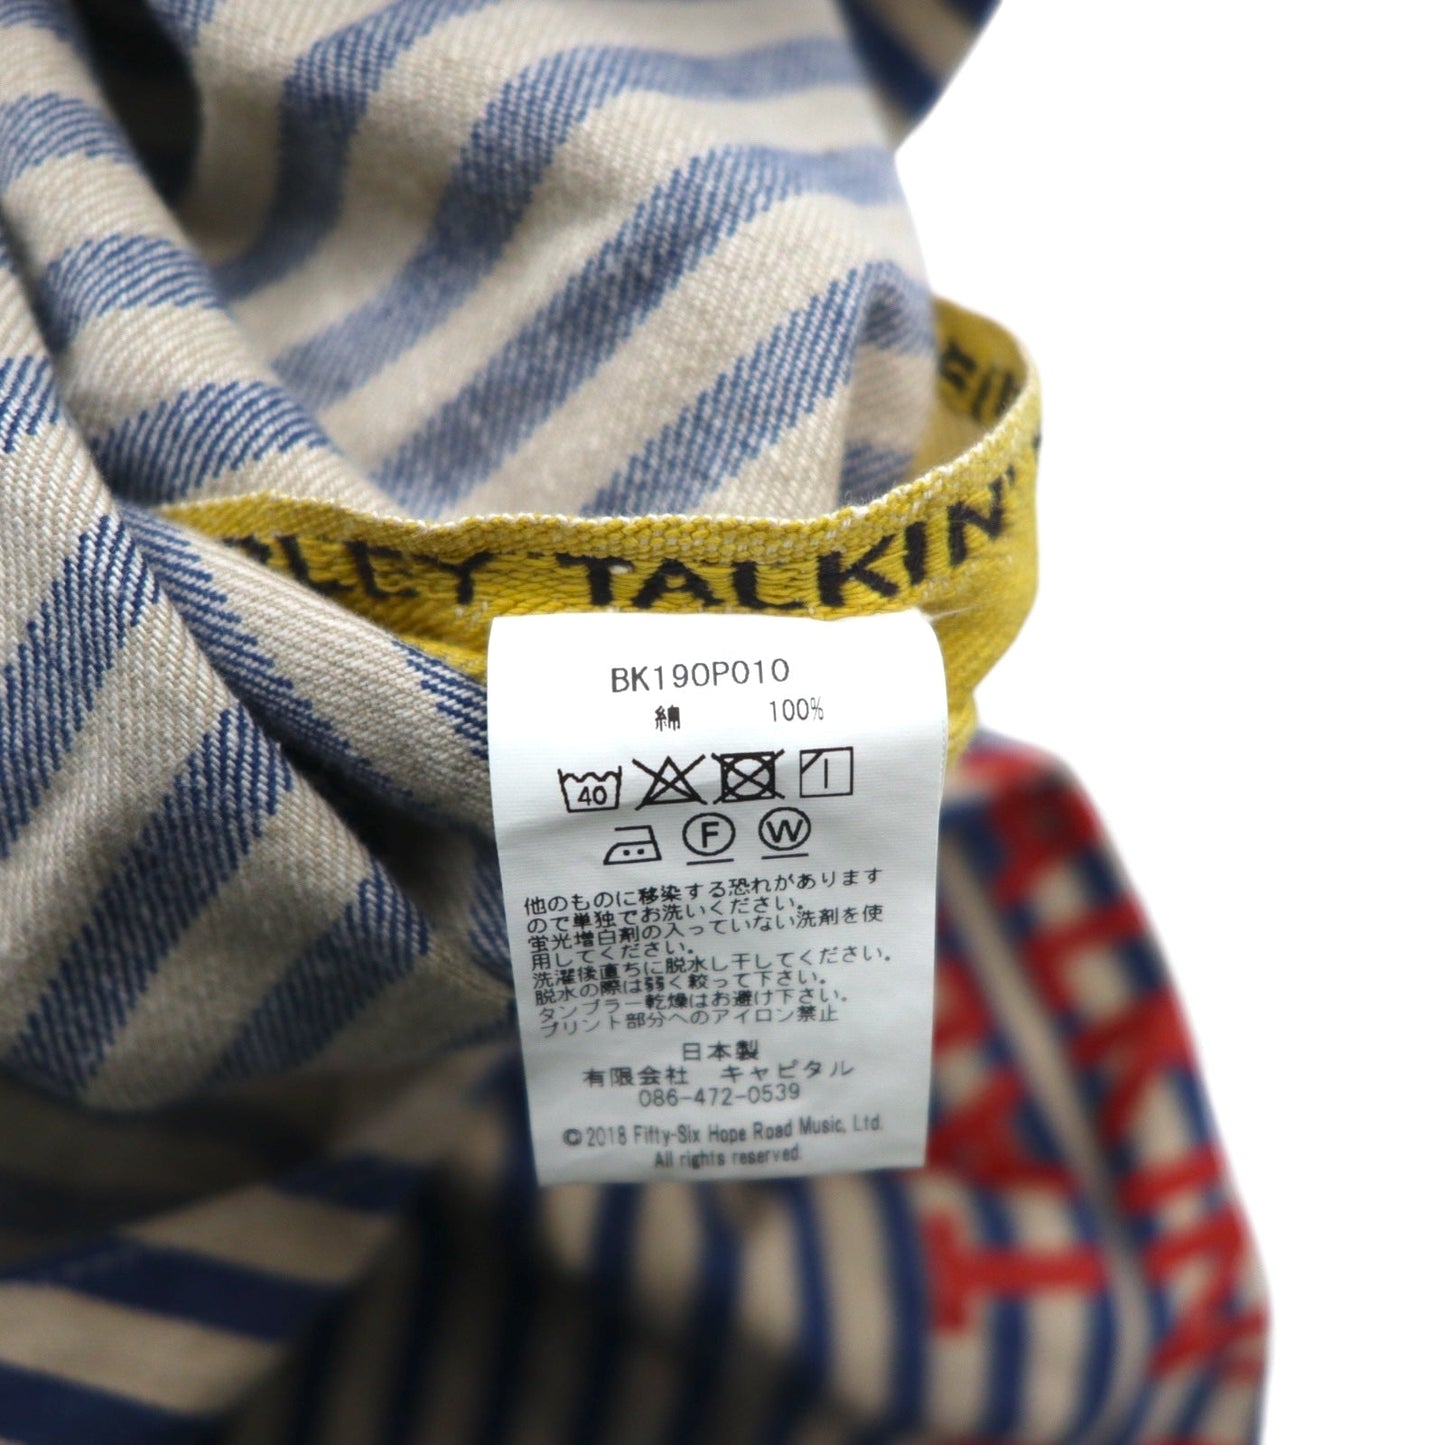 LEY TALKIN'
BK190P010
綿 100%
40
F W
他のものに移染する恐れがあります
ので単独でお洗いください。
蛍光増白剤の入っていない洗剤を使
用してください。
洗濯後直ちに脱水し干してください。
脱水の際は弱く絞って下さい。
タンブラー乾燥はお避け下さい。
プリント部分へのアイロン禁止
日本製
有限会社 キャピタル
086-472-0539
©2018 Fifty-Six Hope Road Music, Ltd.
All rights reserved.